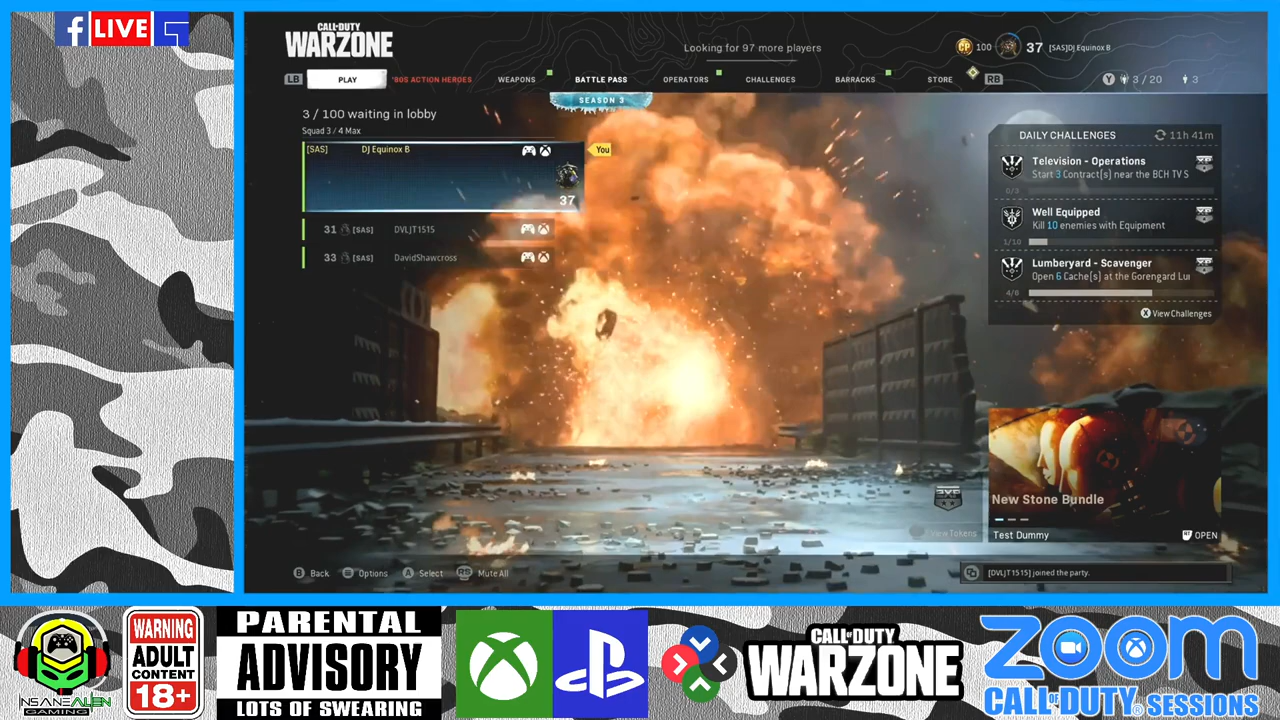 f LIVE
CALL OF DUTY
WARZONE
Looking for 97 more players
CP 100 37 [SAS]DJ Equinox B
LB PLAY '80S ACTION HEROES WEAPONS BATTLE PASS OPERATORS CHALLENGES BARRACKS STORE RB Y 3 / 20 3
SEASON 3
3 / 100 waiting in lobby
Squad 3 / 4 Max
[SAS] DJ Equinox B
You
37
31 [SAS] DVLJT1515
33 [SAS] DavidShawcross
DAILY CHALLENGES 11h 41m
Television - Operations
Start 3 Contract(s) near the BCH TV S
0/3
Well Equipped
Kill 10 enemies with Equipment
1/10
Lumberyard - Scavenger
Open 6 Cache(s) at the Gorengard Lu
4/6
X View Challenges
2XP
View Tokens
New Stone Bundle
Test Dummy
OPEN
B Back Options A Select RS Mute All
[DVLJT1515] joined the party.
INSANEALIEN
GAMING
WARNING
ADULT
CONTENT
18+
PARENTAL
ADVISORY
LOTS OF SWEARING
CALL OF DUTY
WARZONE
ZOOM
CALL OF DUTY® SESSIONS